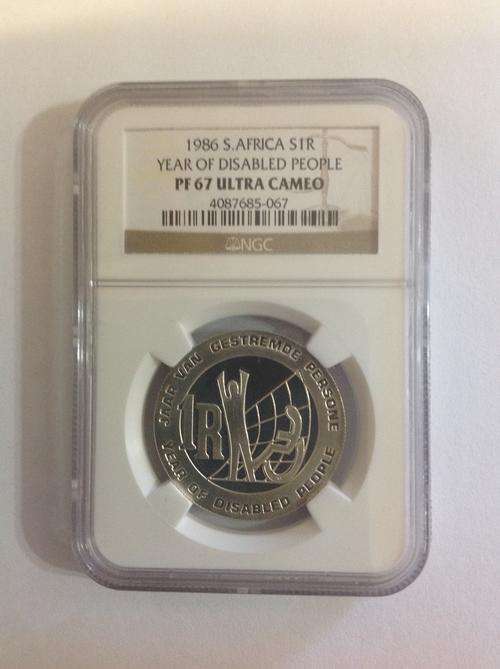 1986 S.AFRICA S1R
YEAR OF DISABLED PEOPLE
PF 67 ULTRA CAMEO
4087685-067
NGC
JAAR VAN GESTREMDE PERSONE
1R
YEAR OF DISABLED PEOPLE